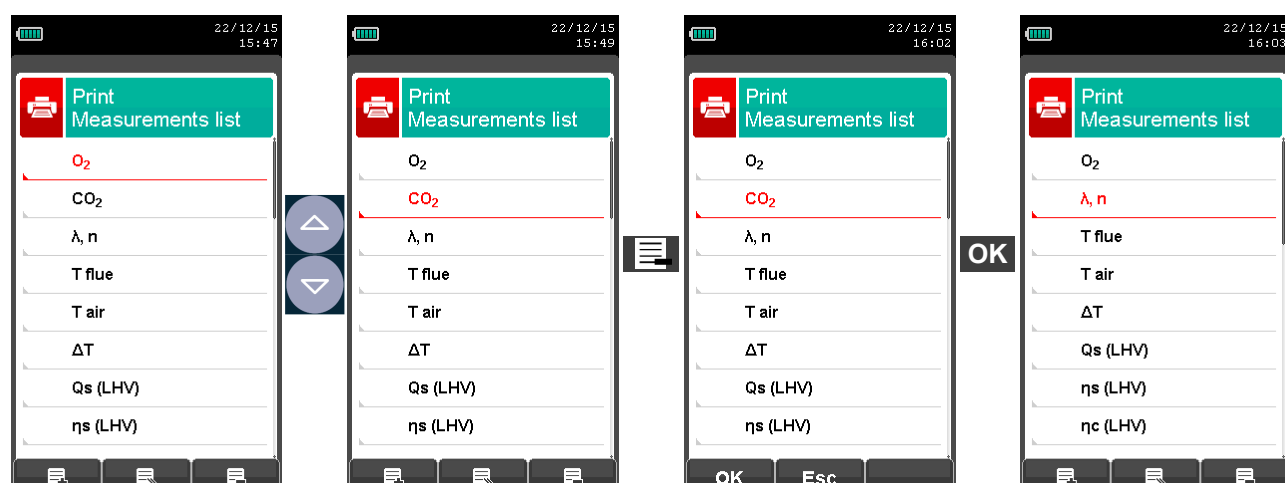 22/12/15
15:47
Print
Measurements list
O₂
CO₂
λ, n
T flue
T air
ΔT
Qs (LHV)
ηs (LHV)
22/12/15
15:49
Print
Measurements list
O₂
CO₂
λ, n
T flue
T air
ΔT
Qs (LHV)
ηs (LHV)
22/12/15
16:02
Print
Measurements list
O₂
CO₂
λ, n
T flue
T air
ΔT
Qs (LHV)
ηs (LHV)
OK Esc
OK
22/12/15
16:03
Print
Measurements list
O₂
λ, n
T flue
T air
ΔT
Qs (LHV)
ηs (LHV)
ηc (LHV)